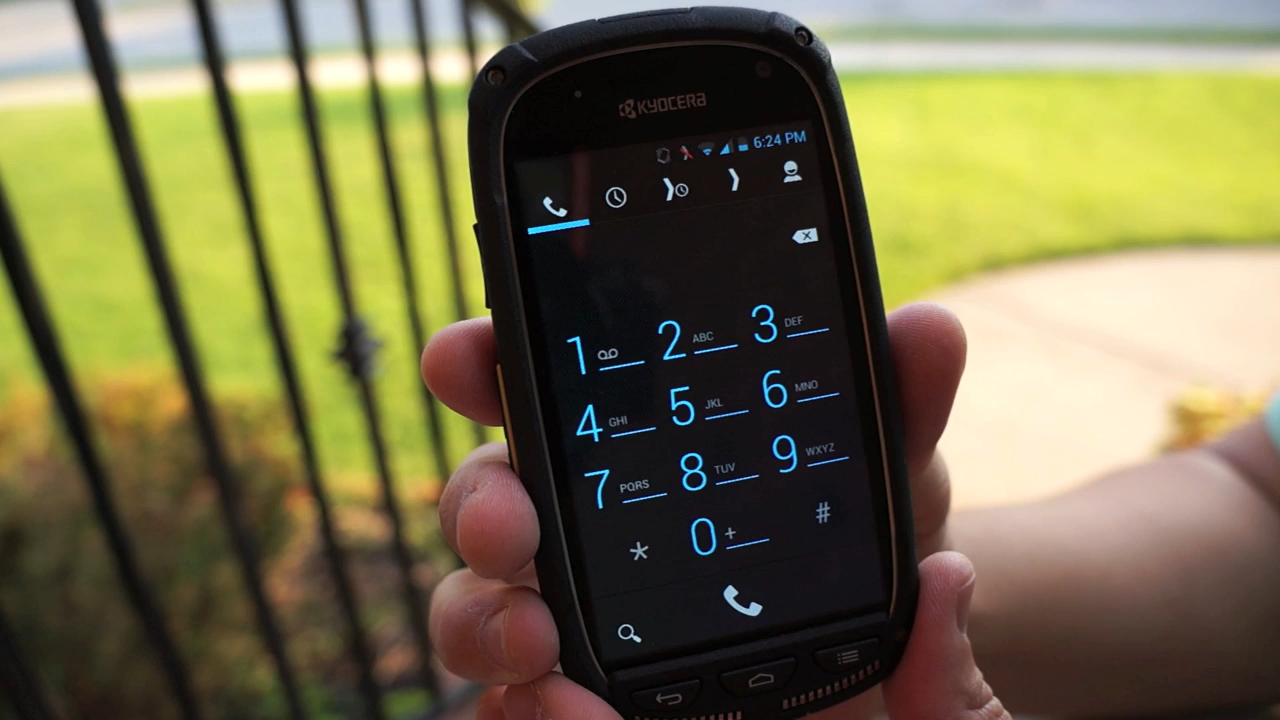 KYOCERA
6:24 PM
1 2 ABC 3 DEF
4 GHI 5 JKL 6 MNO
7 PQRS 8 TUV 9 WXYZ
* 0 + #